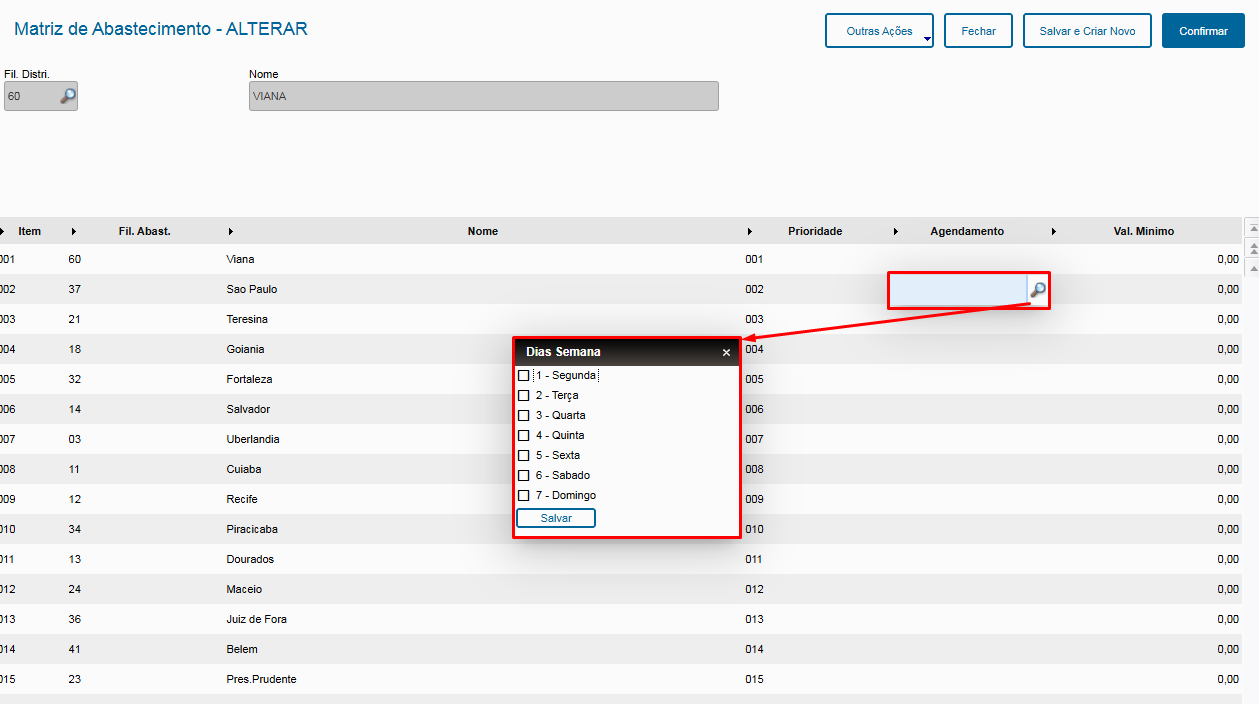 Matriz de Abastecimento - ALTERAR
Outras Ações Fechar Salvar e Criar Novo Confirmar
Fil. Distri. Nome
60 VIANA
Item Fil. Abast. Nome Prioridade Agendamento Val. Minimo
001 60 Viana 001 0,00
002 37 Sao Paulo 002 0,00
003 21 Teresina 003 0,00
004 18 Goiania 004 0,00
005 32 Fortaleza 005 0,00
006 14 Salvador 006 0,00
007 03 Uberlandia 007 0,00
008 11 Cuiaba 008 0,00
009 12 Recife 009 0,00
010 34 Piracicaba 010 0,00
011 13 Dourados 011 0,00
012 24 Maceio 012 0,00
013 36 Juiz de Fora 013 0,00
014 41 Belem 014 0,00
015 23 Pres.Prudente 015 0,00
Dias Semana ×
1 - Segunda
2 - Terça
3 - Quarta
4 - Quinta
5 - Sexta
6 - Sabado
7 - Domingo
Salvar